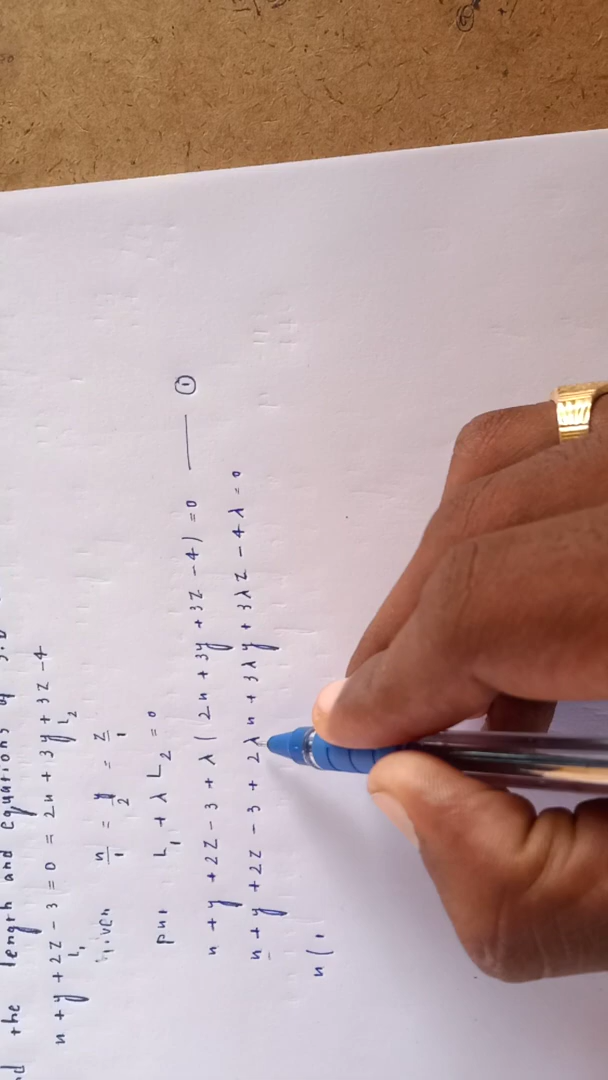 the length and equations of S.D
x + y + 2z - 3 = 0 = 2x + 3y + 3z - 4
L1 L2
Given x/1 = y/2 = z/1
put L1 + λ L2 = 0
x + y + 2z - 3 + λ ( 2x + 3y + 3z - 4 ) = 0 —— ①
x + y + 2z - 3 + 2λx + 3λy + 3λz - 4λ = 0
x ( 1